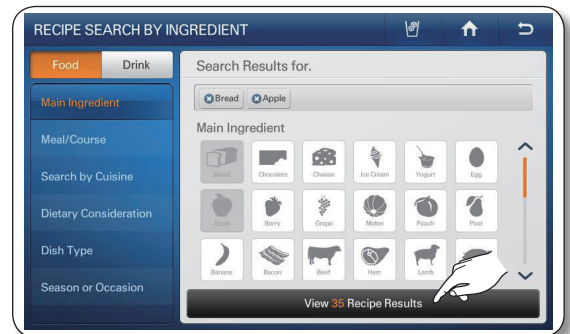 RECIPE SEARCH BY INGREDIENT
Food
Drink
Main Ingredient
Meal/Course
Search by Cuisine
Dietary Consideration
Dish Type
Season or Occasion
Search Results for.
Bread
Apple
Main Ingredient
Bread
Chocolate
Cheese
Ice Cream
Yogurt
Egg
Apple
Berry
Grape
Melon
Peach
Pear
Banana
Bacon
Beef
Ham
Lamb
View 35 Recipe Results